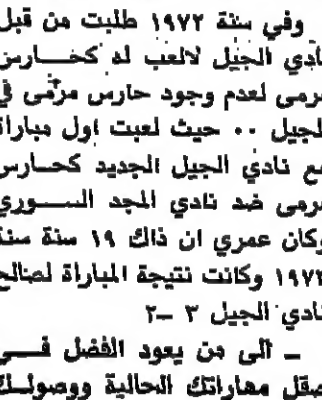 وفي سنة ١٩٧٢ طلبت من قبل
نادي الجيل لالعب له كحارس
مرمى لعدم وجود حارس مرمى في
الجيل ٠٠ حيث لعبت اول مباراة
مع نادي الجيل الجديد كحارس
مرمى ضد نادي المجد السوري
وكان عمري ان ذاك ١٩ سنة سنة
١٩٧٢ وكانت نتيجة المباراة لصالح
نادي الجيل ٣ -٢
- الى من يعود الفضل في
صقل مهاراتك الحالية ووصولك